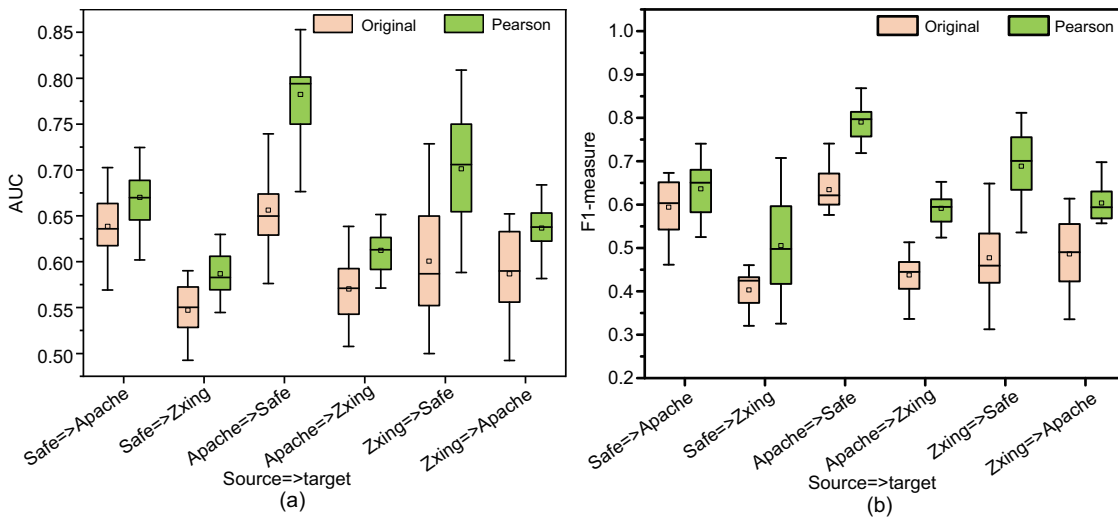 Original Pearson
0.85
0.80
0.75
0.70
0.65
0.60
0.55
0.50
AUC
Safe=>Apache
Safe=>Zxing
Apache=>Safe
Apache=>Zxing
Zxing=>Safe
Zxing=>Apache
Source=>target
(a)
Original Pearson
1.0
0.9
0.8
0.7
0.6
0.5
0.4
0.3
0.2
F1-measure
Safe=>Apache
Safe=>Zxing
Apache=>Safe
Apache=>Zxing
Zxing=>Safe
Zxing=>Apache
Source=>target
(b)